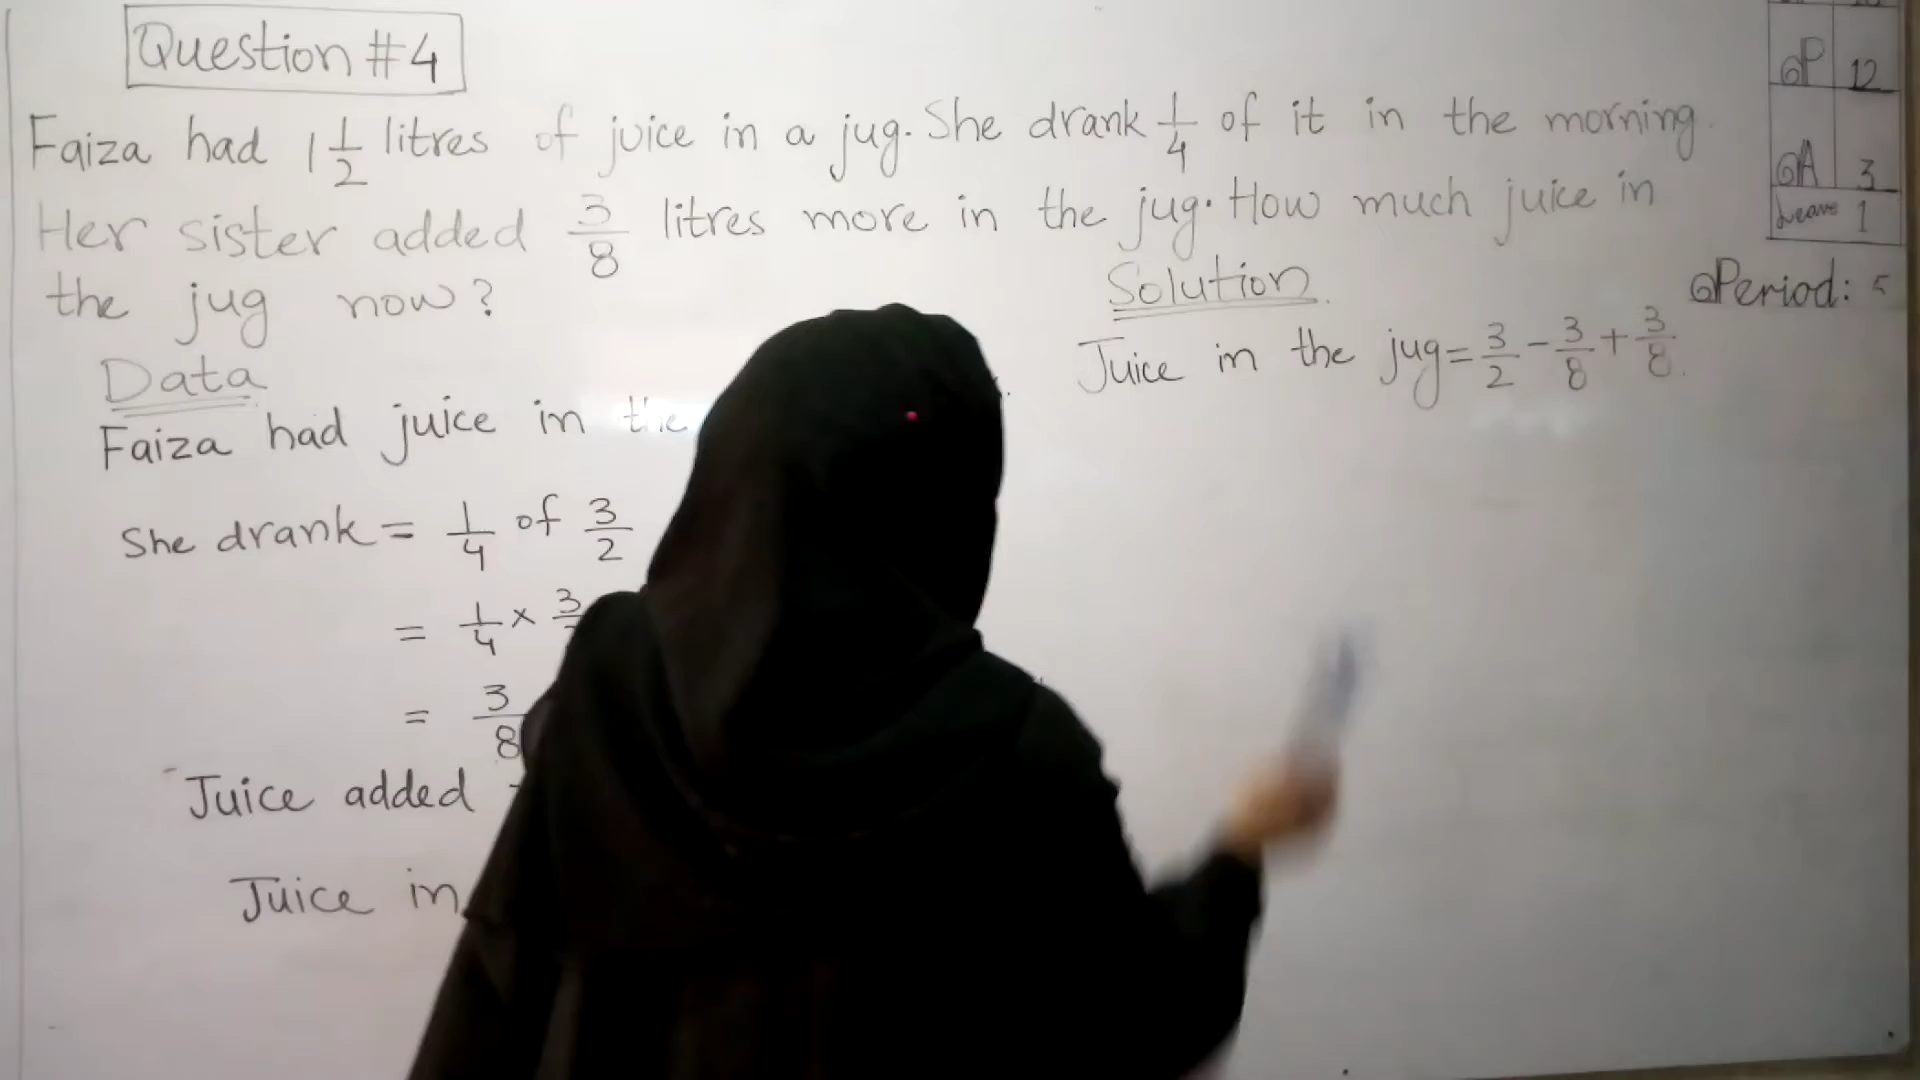 Question #4
Faiza had 1 1/2 litres of juice in a jug. She drank 1/4 of it in the morning.
Her sister added 3/8 litres more in the jug. How much juice in
the jug now?
Data
Faiza had juice in the
She drank = 1/4 of 3/2
= 1/4 × 3/
= 3/8
Juice added
Juice in
Solution
Juice in the jug = 3/2 - 3/8 + 3/8
P 12
A 3
Leave 1
Period: 5